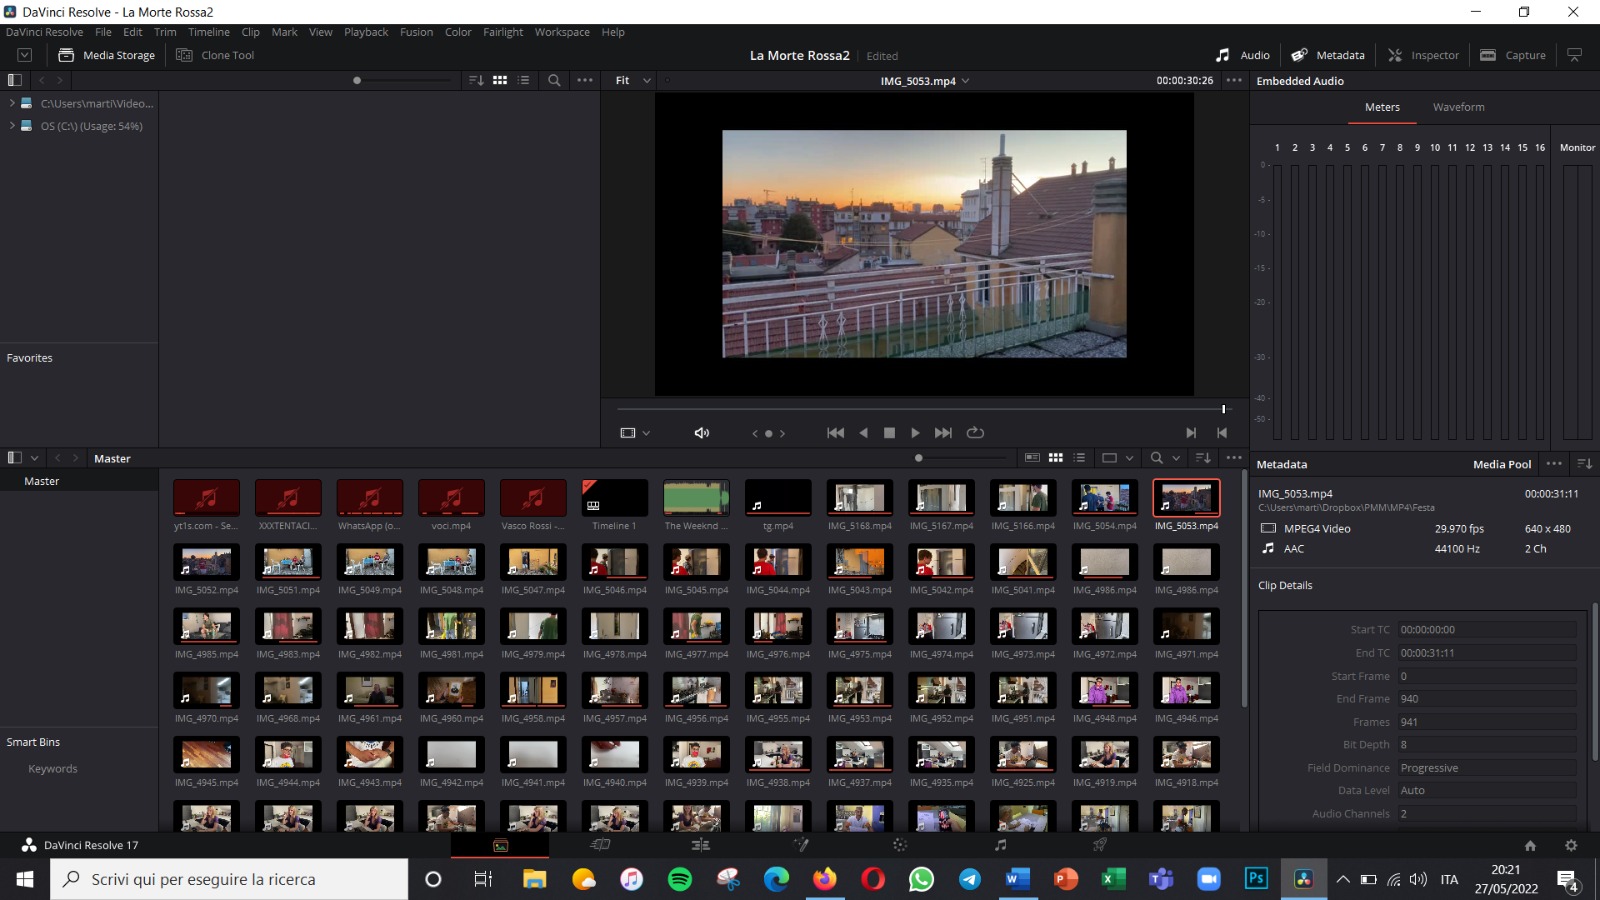 DaVinci Resolve - La Morte Rossa2
DaVinci Resolve File Edit Trim Timeline Clip Mark View Playback Fusion Color Fairlight Workspace Help
Media Storage Clone Tool La Morte Rossa2 Edited Audio Metadata Inspector Capture
Fit IMG_5053.mp4 00:00:30:26 Embedded Audio
C:\Users\marti\Video...
OS (C:\) (Usage: 54%)
Meters Waveform
1 2 3 4 5 6 7 8 9 10 11 12 13 14 15 16 Monitor
0
-5
-10
-15
-20
-30
-40
-50
Favorites
Master
Master
Metadata Media Pool
IMG_5053.mp4 00:00:31:11
C:\Users\marti\Dropbox\PMM\MP4\Festa
MPEG4 Video 29.970 fps 640 x 480
AAC 44100 Hz 2 Ch
Clip Details
Start TC 00:00:00:00
End TC 00:00:31:11
Start Frame 0
End Frame 940
Frames 941
Bit Depth 8
Field Dominance Progressive
Data Level Auto
Audio Channels 2
yt1s.com - Se... XXXTENTACI... WhatsApp (o... voci.mp4 Vasco Rossi -... Timeline 1 The Weeknd ... tg.mp4 IMG_5168.mp4 IMG_5167.mp4 IMG_5166.mp4 IMG_5054.mp4 IMG_5053.mp4
IMG_5052.mp4 IMG_5051.mp4 IMG_5049.mp4 IMG_5048.mp4 IMG_5047.mp4 IMG_5046.mp4 IMG_5045.mp4 IMG_5044.mp4 IMG_5043.mp4 IMG_5042.mp4 IMG_5041.mp4 IMG_4986.mp4 IMG_4986.mp4
IMG_4985.mp4 IMG_4983.mp4 IMG_4982.mp4 IMG_4981.mp4 IMG_4979.mp4 IMG_4978.mp4 IMG_4977.mp4 IMG_4976.mp4 IMG_4975.mp4 IMG_4974.mp4 IMG_4973.mp4 IMG_4972.mp4 IMG_4971.mp4
IMG_4970.mp4 IMG_4968.mp4 IMG_4961.mp4 IMG_4960.mp4 IMG_4958.mp4 IMG_4957.mp4 IMG_4956.mp4 IMG_4955.mp4 IMG_4953.mp4 IMG_4952.mp4 IMG_4951.mp4 IMG_4948.mp4 IMG_4946.mp4
IMG_4945.mp4 IMG_4944.mp4 IMG_4943.mp4 IMG_4942.mp4 IMG_4941.mp4 IMG_4940.mp4 IMG_4939.mp4 IMG_4938.mp4 IMG_4937.mp4 IMG_4935.mp4 IMG_4925.mp4 IMG_4919.mp4 IMG_4918.mp4
Smart Bins
Keywords
DaVinci Resolve 17
Scrivi qui per eseguire la ricerca
Ps
ITA
20:21
27/05/2022
4